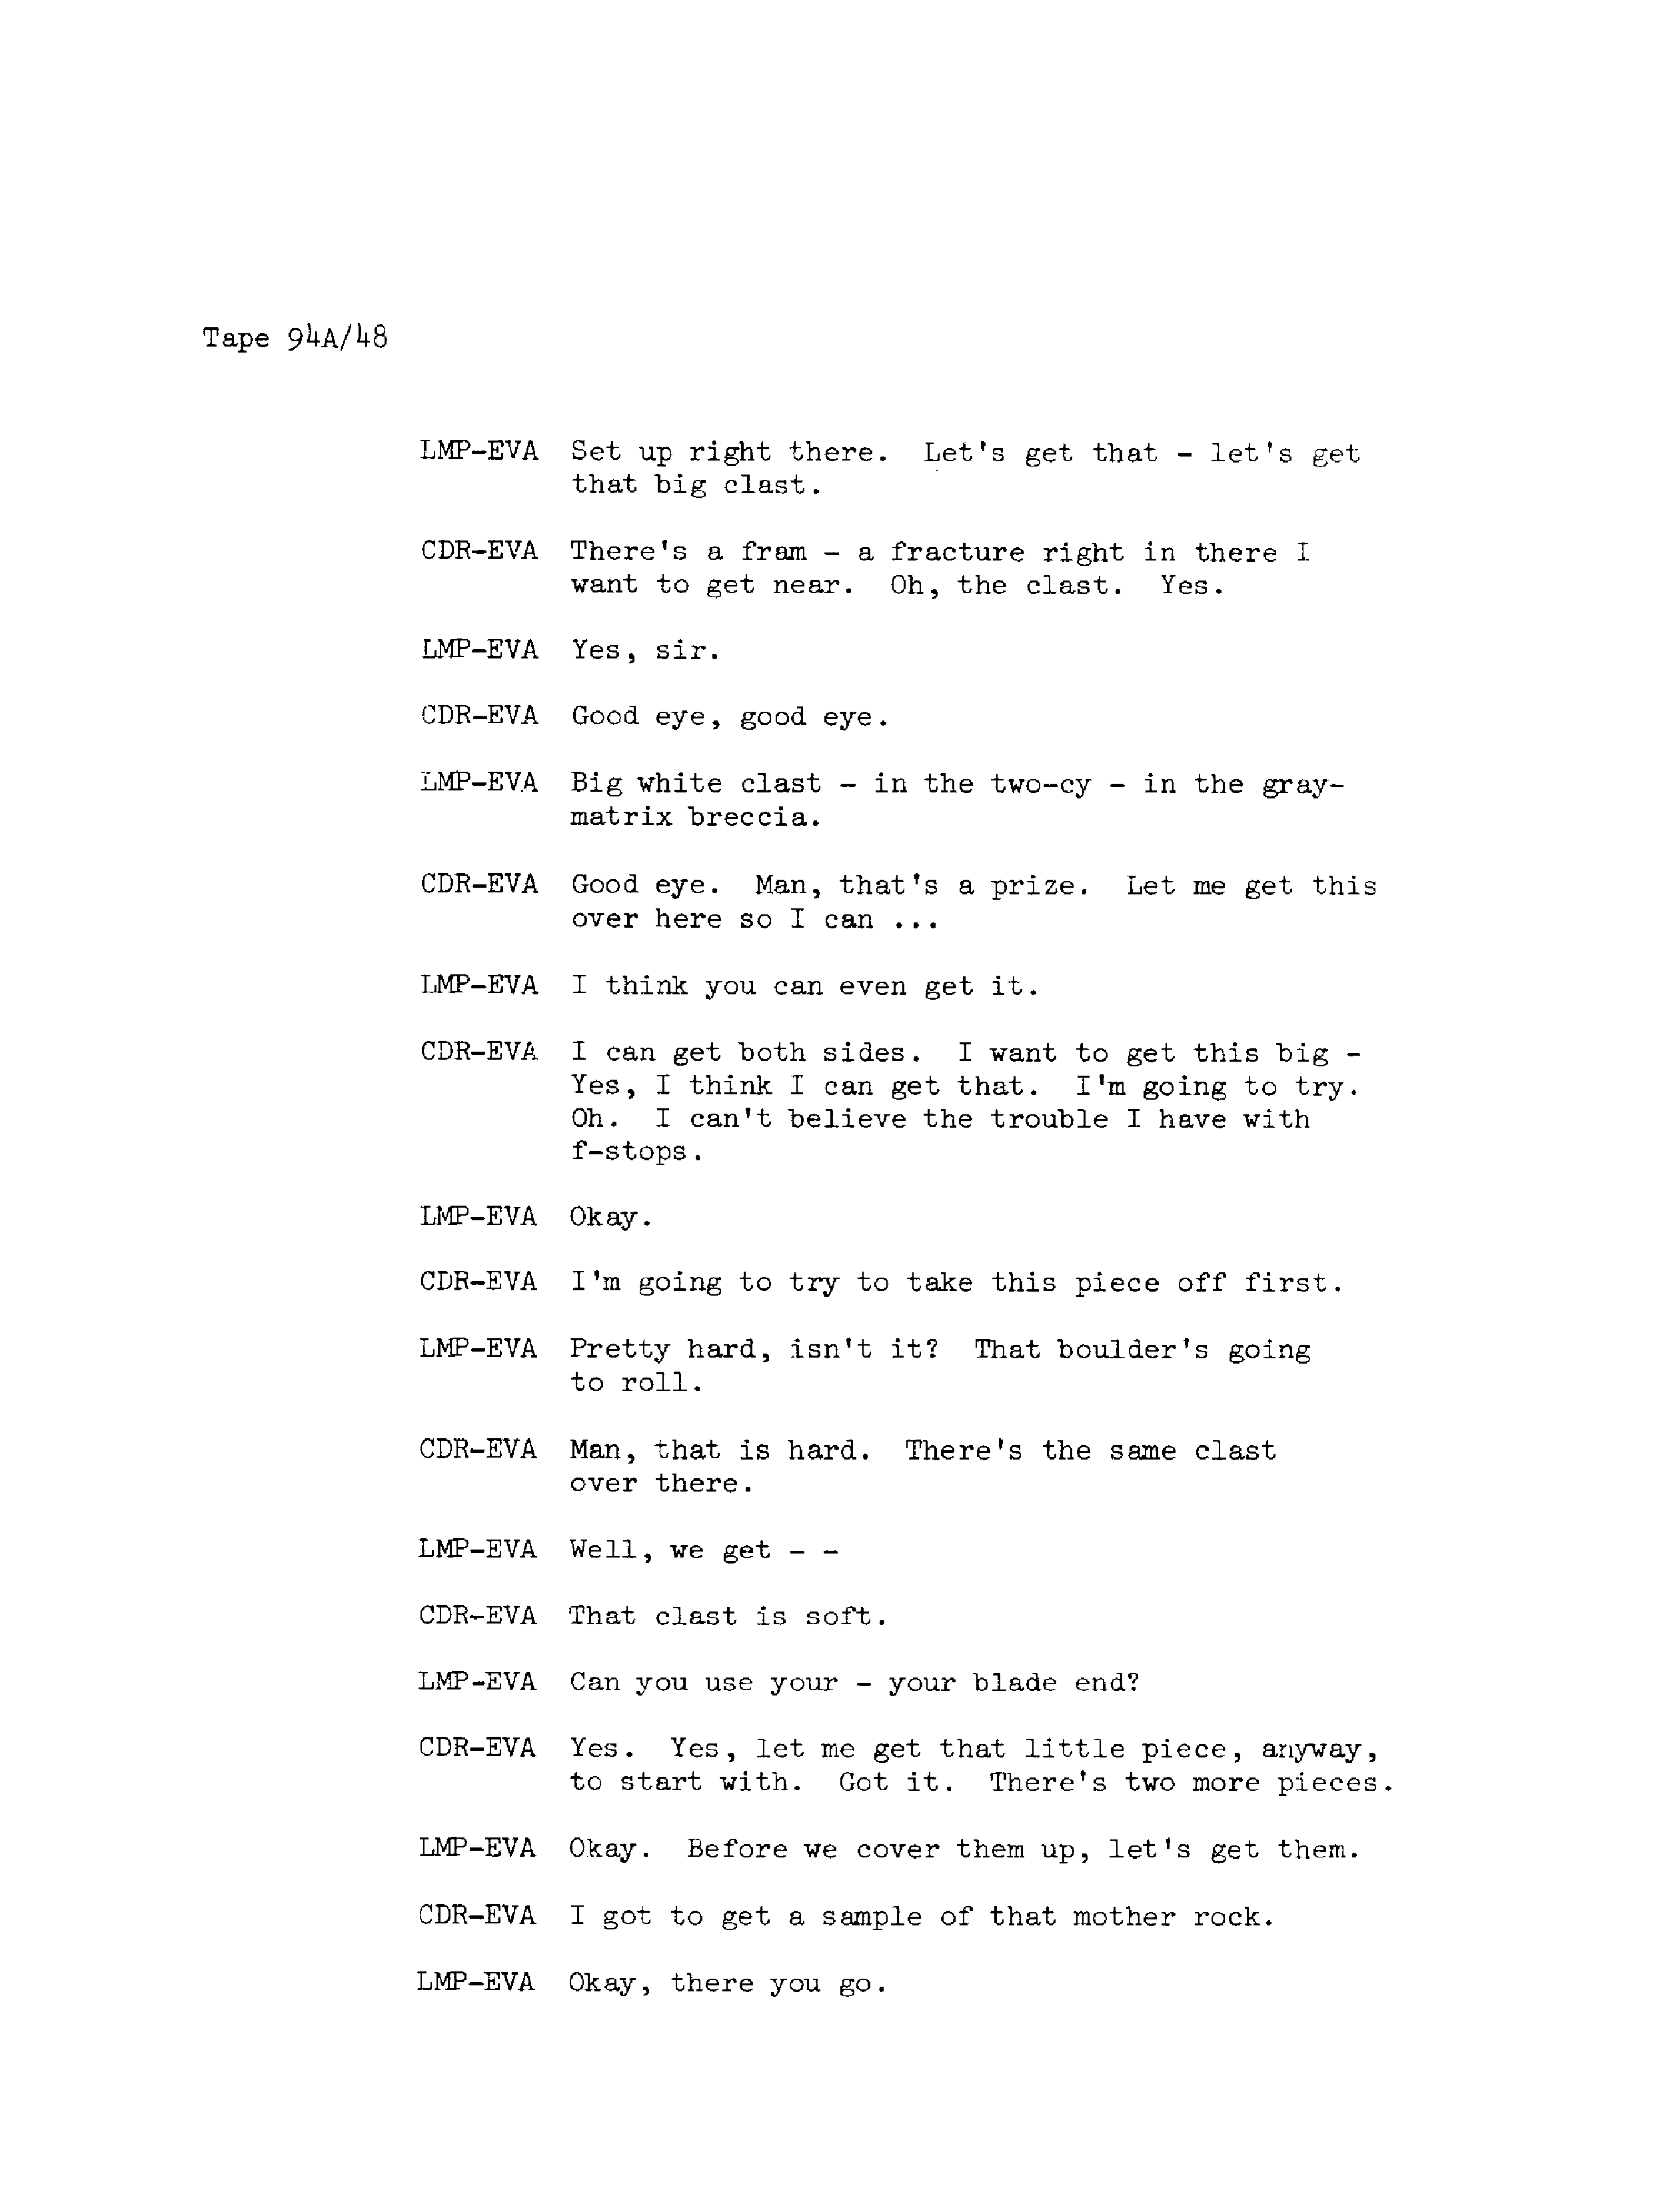 Tape 94A/48
LMP-EVA Set up right there. Let's get that - let's get
that big clast.
CDR-EVA There's a fram - a fracture right in there I
want to get near. Oh, the clast. Yes.
LMP-EVA Yes, sir.
CDR-EVA Good eye, good eye.
LMP-EVA Big white clast - in the two-cy - in the gray-
matrix breccia.
CDR-EVA Good eye. Man, that's a prize. Let me get this
over here so I can ...
LMP-EVA I think you can even get it.
CDR-EVA I can get both sides. I want to get this big -
Yes, I think I can get that. I'm going to try.
Oh. I can't believe the trouble I have with
f-stops.
LMP-EVA Okay.
CDR-EVA I'm going to try to take this piece off first.
LMP-EVA Pretty hard, isn't it? That boulder's going
to roll.
CDR-EVA Man, that is hard. There's the same clast
over there.
LMP-EVA Well, we get - -
CDR-EVA That clast is soft.
LMP-EVA Can you use your - your blade end?
CDR-EVA Yes. Yes, let me get that little piece, anyway,
to start with. Got it. There's two more pieces.
LMP-EVA Okay. Before we cover them up, let's get them.
CDR-EVA I got to get a sample of that mother rock.
LMP-EVA Okay, there you go.